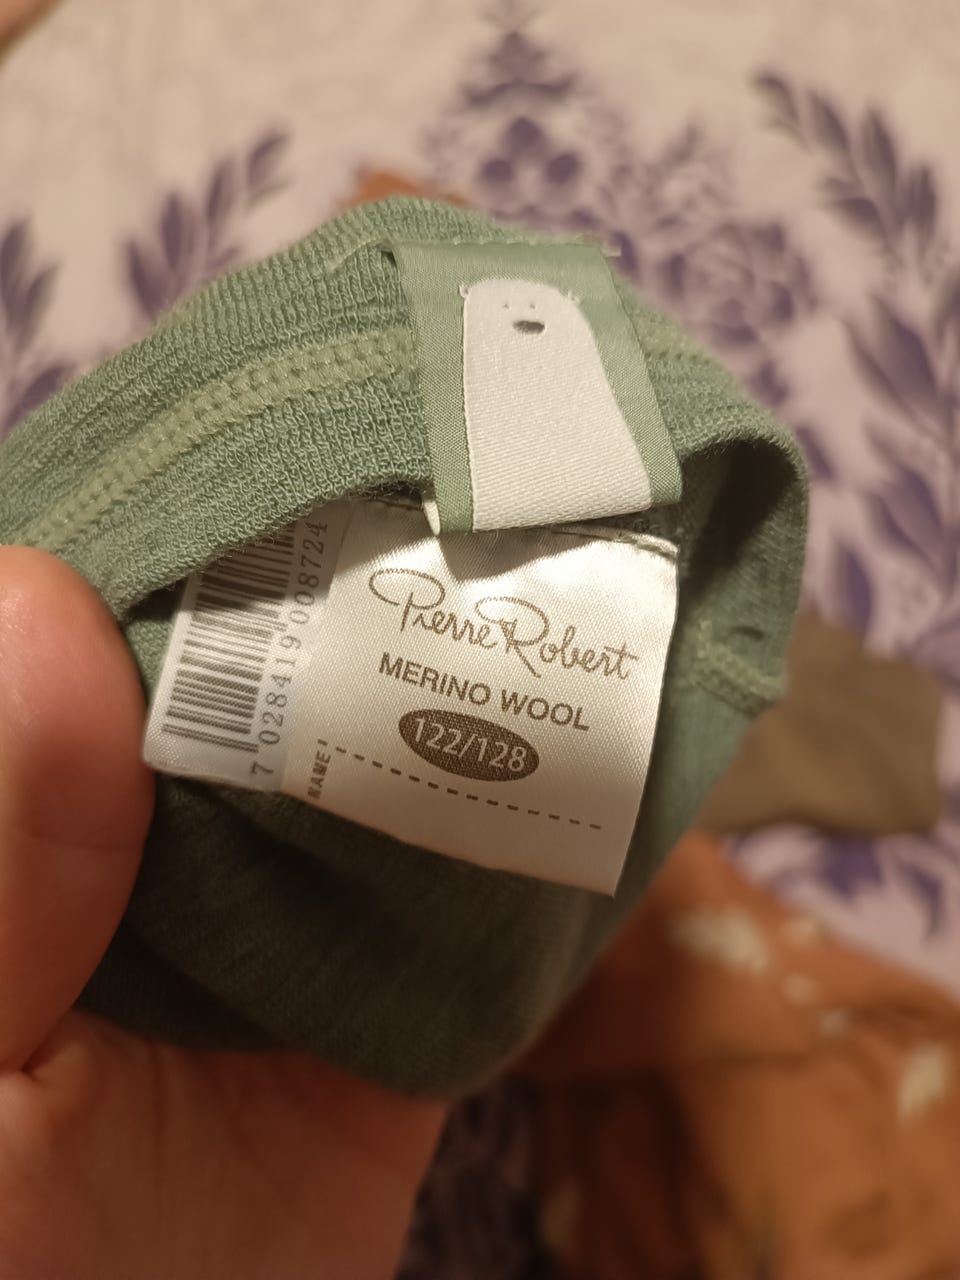 Pierre Robert
MERINO WOOL
122/128
NAME:
7 028419 008724